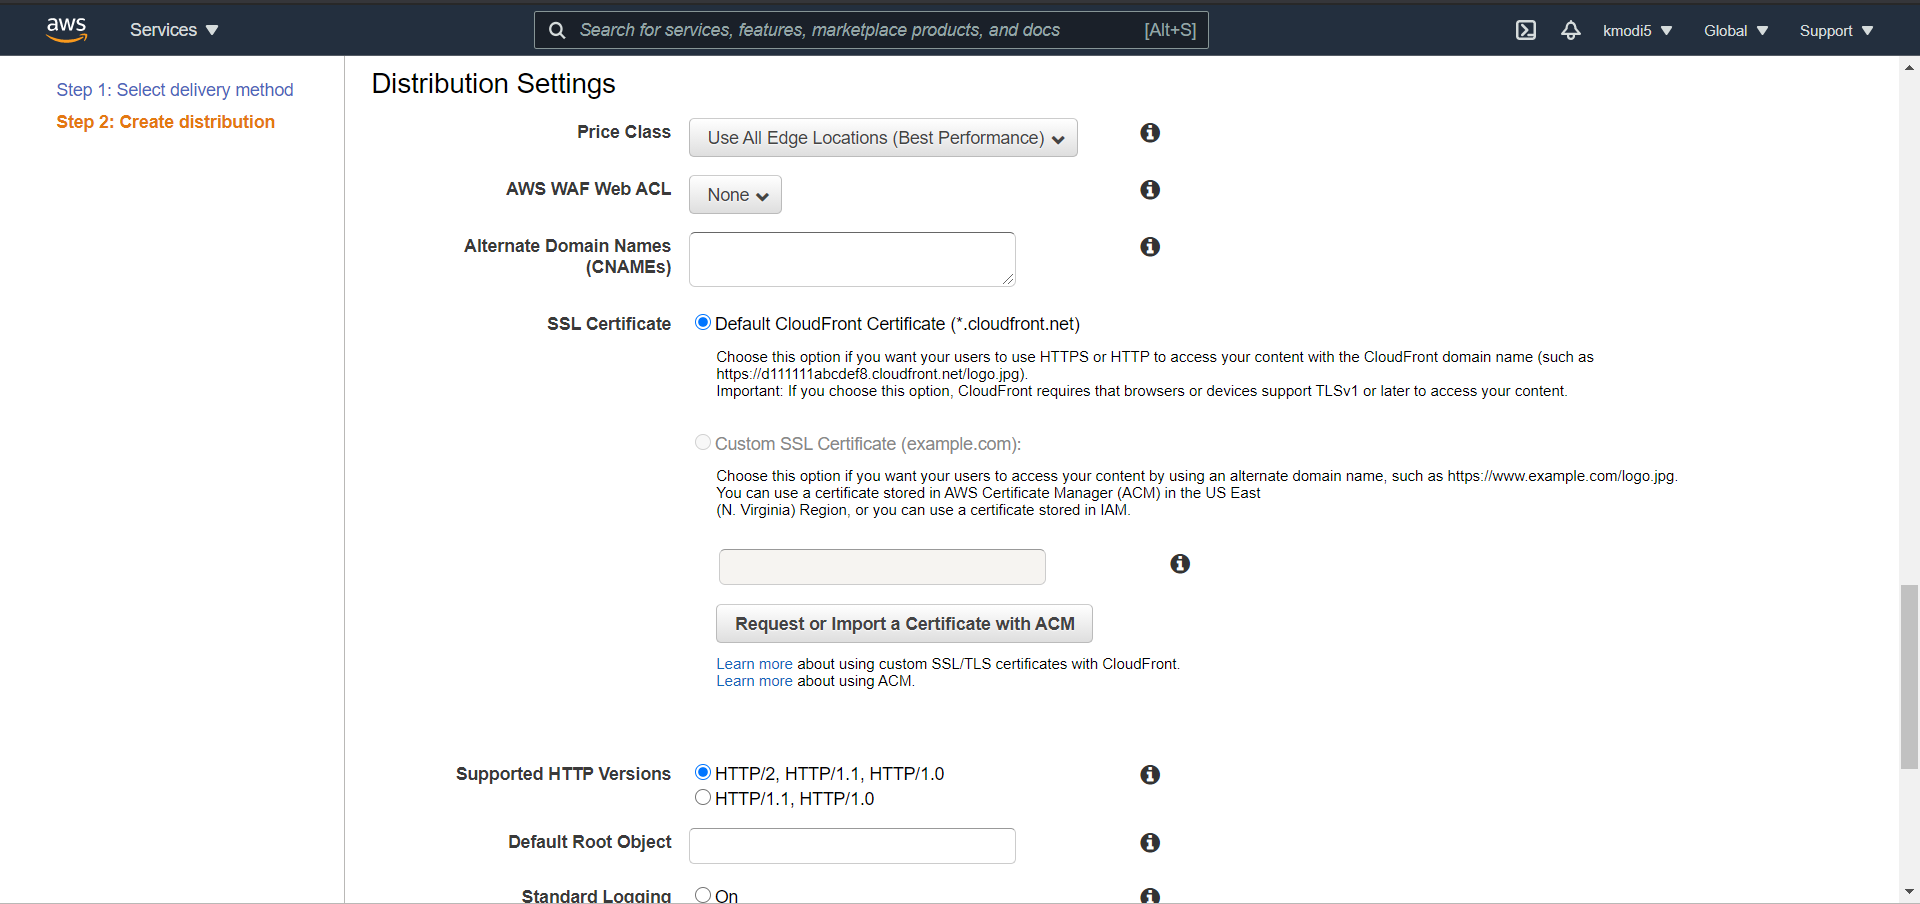 aws
Services
Search for services, features, marketplace products, and docs
[Alt+S]
kmodi5
Global
Support
Step 1: Select delivery method
Step 2: Create distribution
Distribution Settings
Price Class
Use All Edge Locations (Best Performance)
AWS WAF Web ACL
None
Alternate Domain Names
(CNAMEs)
SSL Certificate
Default CloudFront Certificate (*.cloudfront.net)
Choose this option if you want your users to use HTTPS or HTTP to access your content with the CloudFront domain name (such as
https://d111111abcdef8.cloudfront.net/logo.jpg).
Important: If you choose this option, CloudFront requires that browsers or devices support TLSv1 or later to access your content.
Custom SSL Certificate (example.com):
Choose this option if you want your users to access your content by using an alternate domain name, such as https://www.example.com/logo.jpg.
You can use a certificate stored in AWS Certificate Manager (ACM) in the US East
(N. Virginia) Region, or you can use a certificate stored in IAM.
Request or Import a Certificate with ACM
Learn more about using custom SSL/TLS certificates with CloudFront.
Learn more about using ACM.
Supported HTTP Versions
HTTP/2, HTTP/1.1, HTTP/1.0
HTTP/1.1, HTTP/1.0
Default Root Object
Standard Logging
On